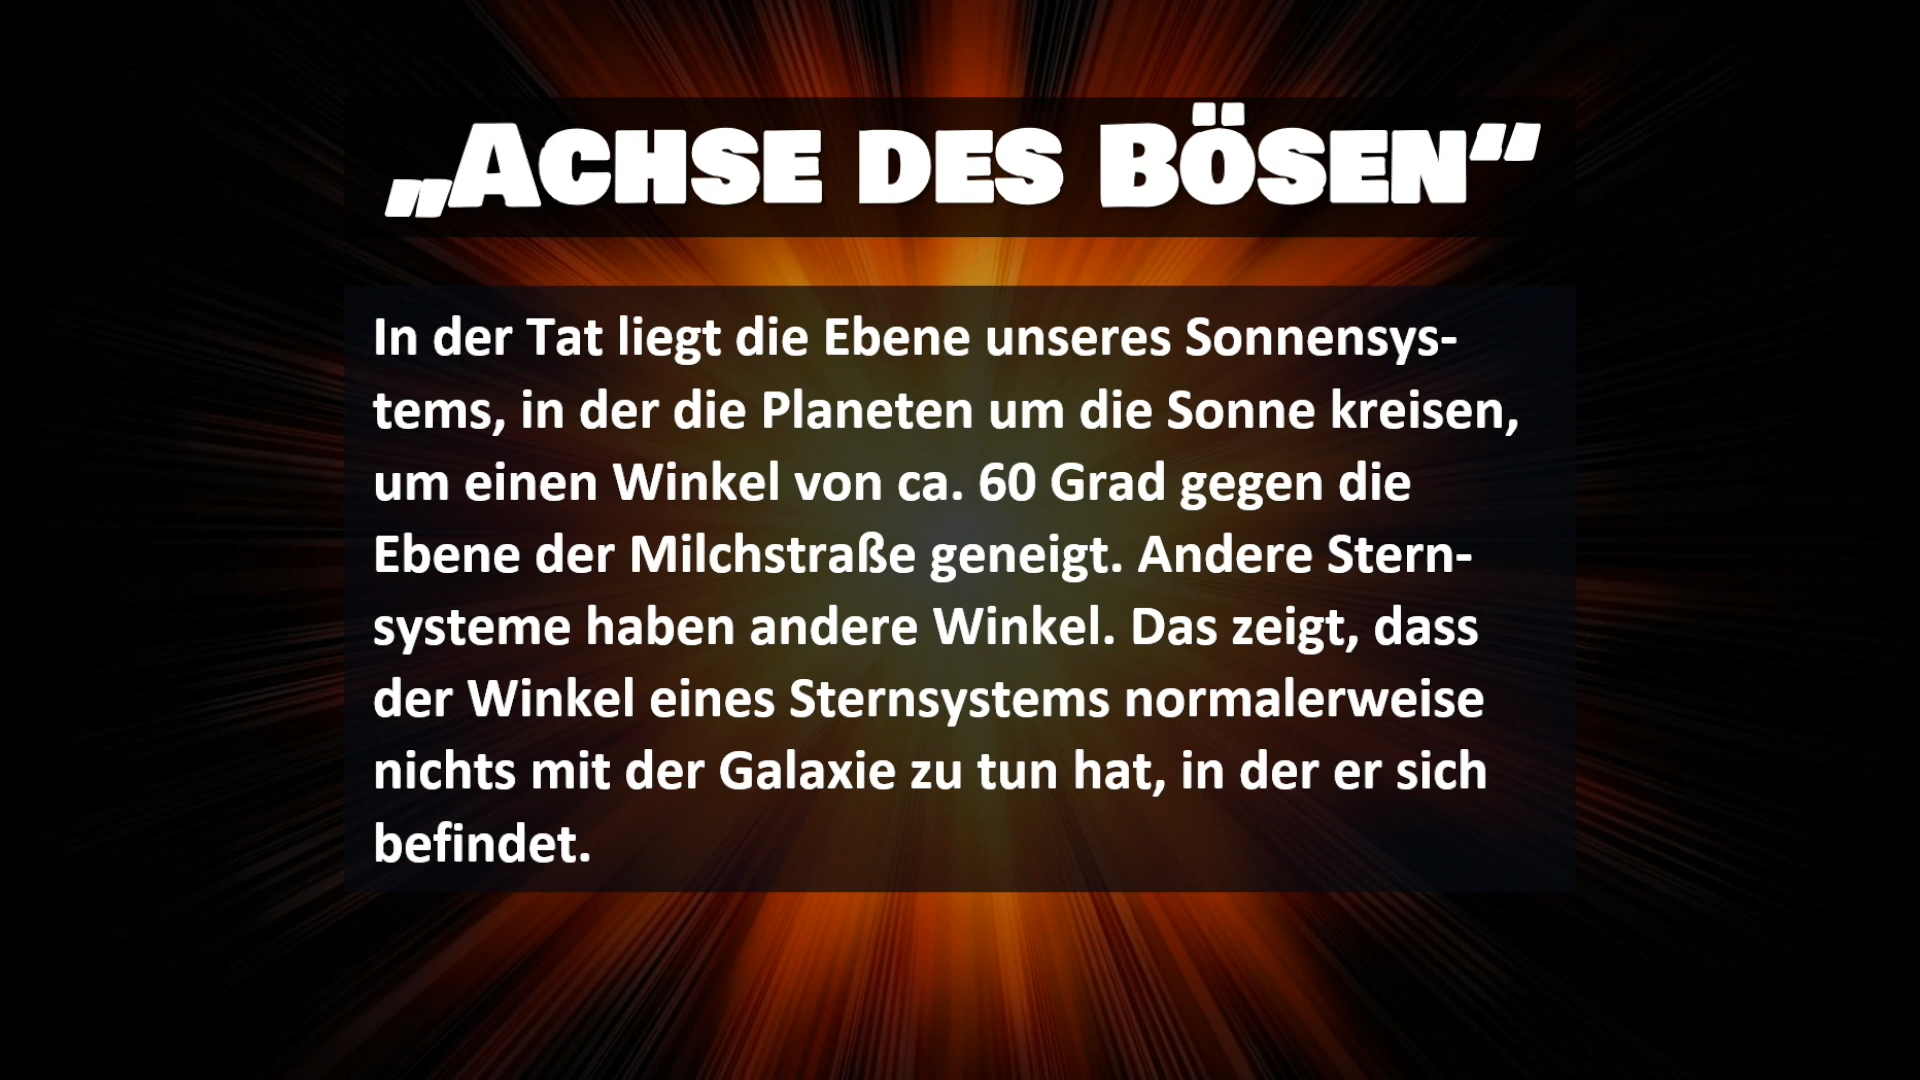 „Achse des Bösen“
In der Tat liegt die Ebene unseres Sonnensys-
tems, in der die Planeten um die Sonne kreisen,
um einen Winkel von ca. 60 Grad gegen die
Ebene der Milchstraße geneigt. Andere Stern-
systeme haben andere Winkel. Das zeigt, dass
der Winkel eines Sternsystems normalerweise
nichts mit der Galaxie zu tun hat, in der er sich
befindet.